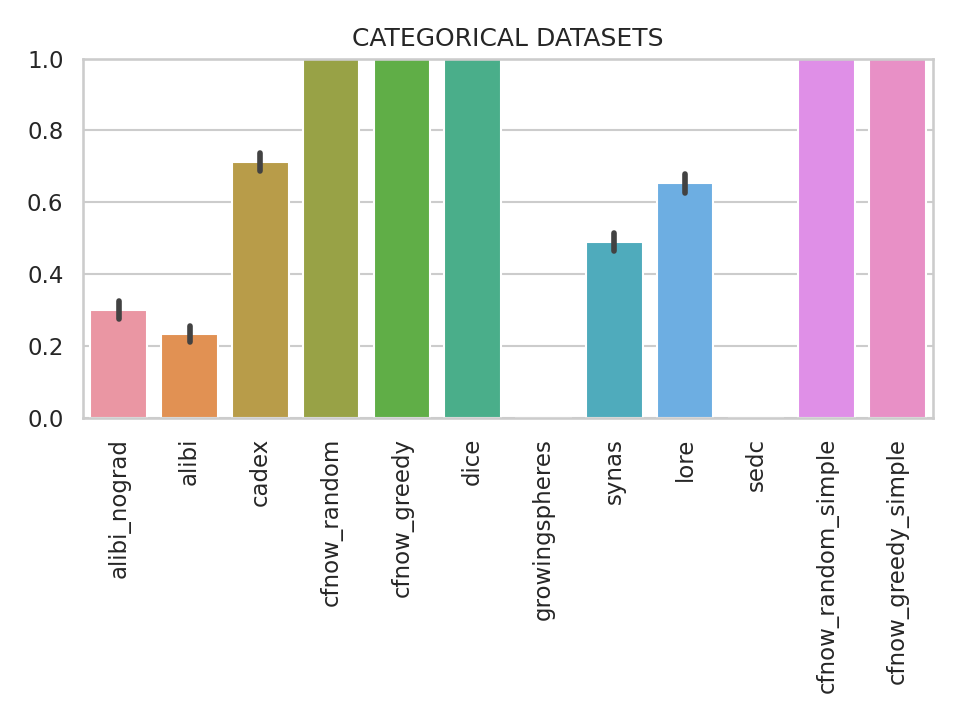 CATEGORICAL DATASETS
1.0
0.8
0.6
0.4
0.2
0.0
alibi_nograd
alibi
cadex
cfnow_random
cfnow_greedy
dice
growingspheres
synas
lore
sedc
cfnow_random_simple
cfnow_greedy_simple